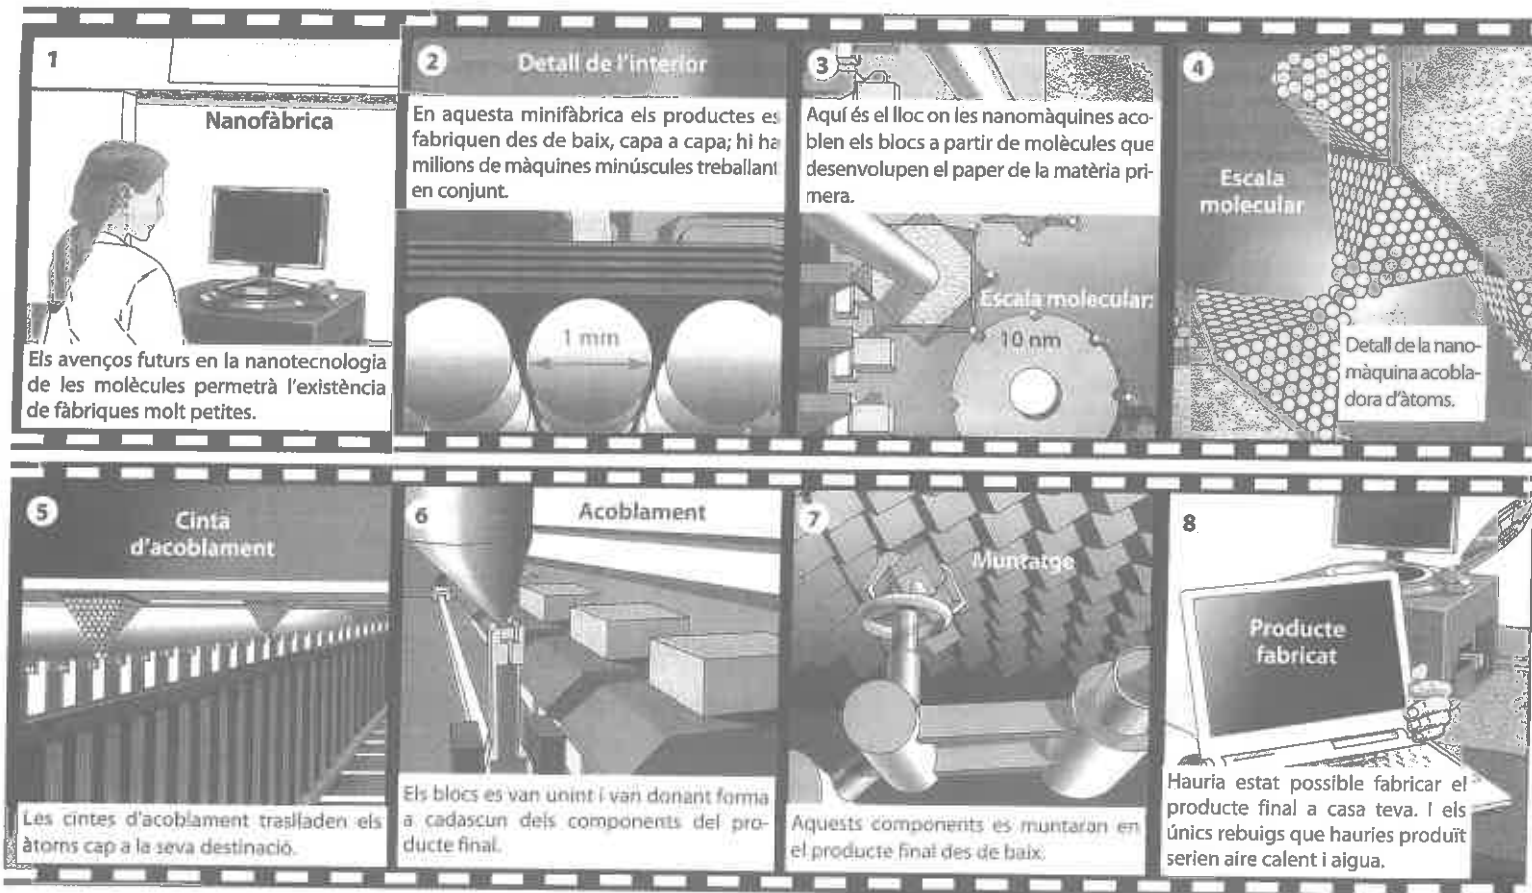 1
Nanofàbrica
Els avenços futurs en la nanotecnologia
de les molècules permetrà l'existència
de fàbriques molt petites.
2
Detall de l'interior
En aquesta minifàbrica els productes es
fabriquen des de baix, capa a capa; hi ha
milions de màquines minúscules treballant
en conjunt.
1 mm
3
Aquí és el lloc on les nanomàquines aco-
blen els blocs a partir de molècules que
desenvolupen el paper de la matèria pri-
mera.
Escala molecular:
10 nm
4
Escala
molecular
Detall de la nano-
màquina acobla-
dora d'àtoms.
5
Cinta
d'acoblament
Les cintes d'acoblament traslladen els
àtoms cap a la seva destinació.
6
Acoblament
Els blocs es van unint i van donant forma
a cadascun dels components del pro-
ducte final.
7
Muntatge
Aquests components es muntaran en
el producte final des de baix.
8
Producte
fabricat
Hauria estat possible fabricar el
producte final a casa teva. I els
únics rebuigs que hauries produït
serien aire calent i aigua.